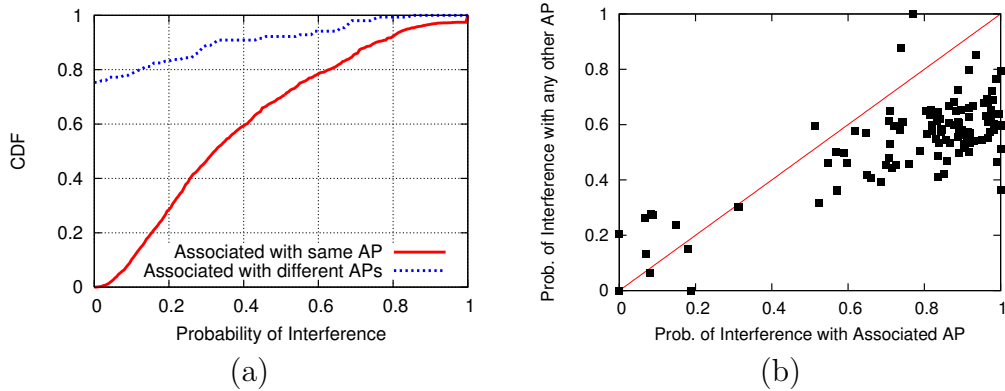 1
0.8
0.6
0.4
0.2
0
CDF
0 0.2 0.4 0.6 0.8 1
Probability of Interference
Associated with same AP
Associated with different APs
(a)
1
0.8
0.6
0.4
0.2
0
Prob. of Interference with any other AP
0 0.2 0.4 0.6 0.8 1
Prob. of Interference with Associated AP
(b)